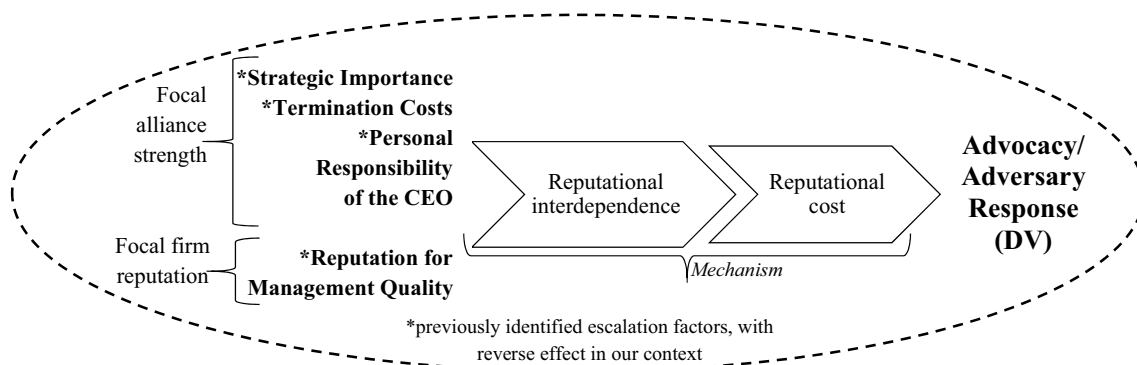 Focal
alliance
strength
*Strategic Importance
*Termination Costs
*Personal
Responsibility
of the CEO
Focal firm
reputation
*Reputation for
Management Quality
Reputational
interdependence
Reputational
cost
Mechanism
Advocacy/
Adversary
Response
(DV)
*previously identified escalation factors, with
reverse effect in our context